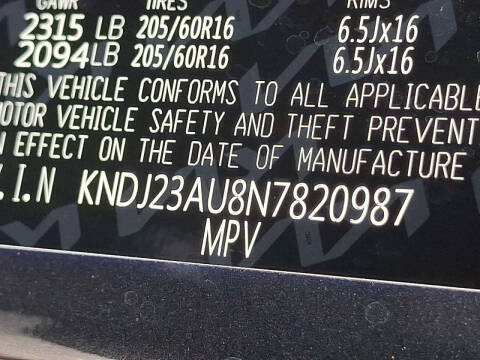 GAWR TIRES RIMS
2315 LB 205/60R16 6.5Jx16
2094LB 205/60R16 6.5Jx16
THIS VEHICLE CONFORMS TO ALL APPLICABLE
MOTOR VEHICLE SAFETY AND THEFT PREVENT
IN EFFECT ON THE DATE OF MANUFACTURE
V.I.N KNDJ23AU8N7820987
MPV